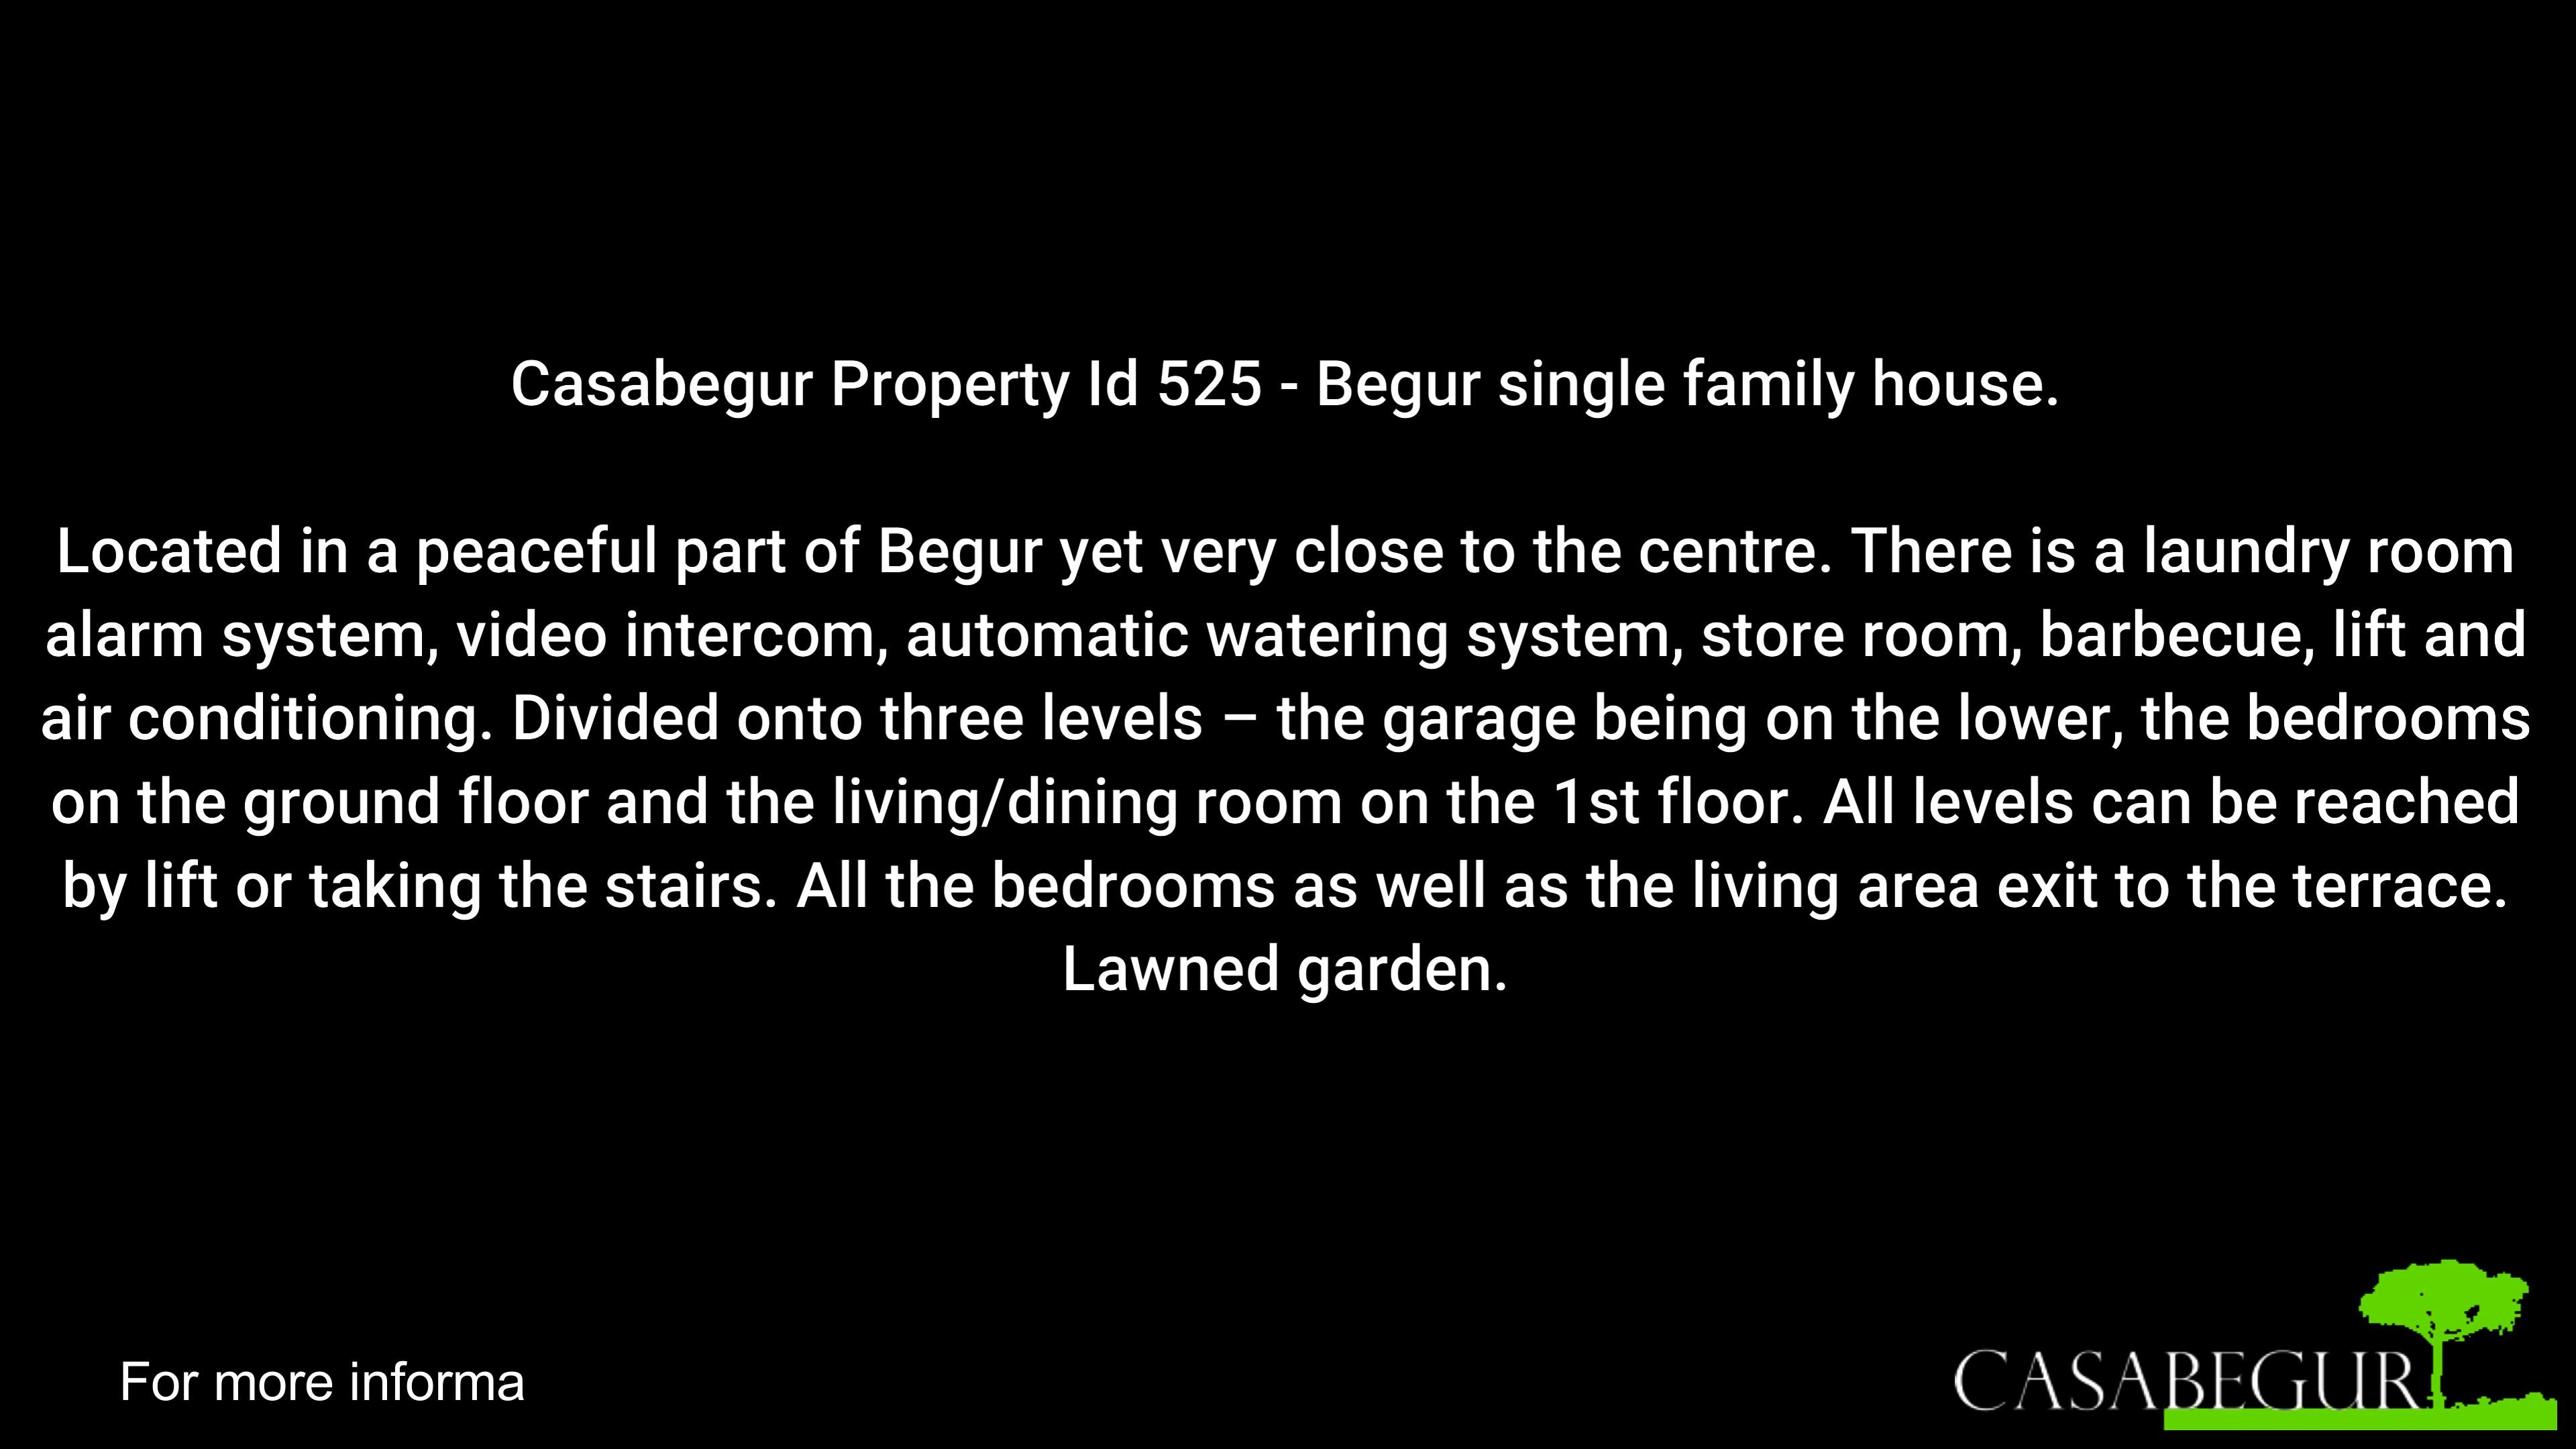 Casabegur Property Id 525 - Begur single family house.
Located in a peaceful part of Begur yet very close to the centre. There is a laundry room
alarm system, video intercom, automatic watering system, store room, barbecue, lift and
air conditioning. Divided onto three levels – the garage being on the lower, the bedrooms
on the ground floor and the living/dining room on the 1st floor. All levels can be reached
by lift or taking the stairs. All the bedrooms as well as the living area exit to the terrace.
Lawned garden.
For more informa
CASABEGUR